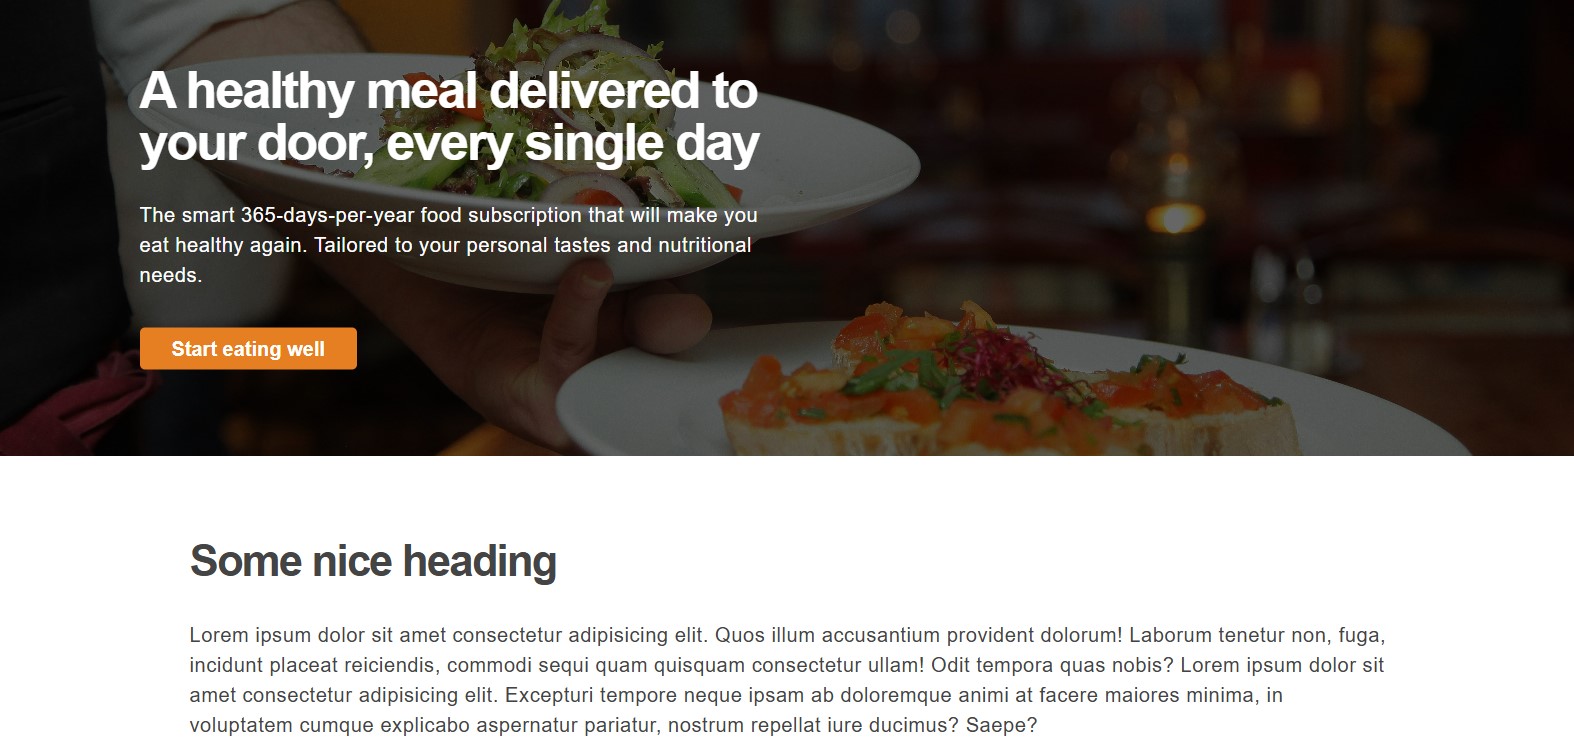 A healthy meal delivered to
your door, every single day
The smart 365-days-per-year food subscription that will make you
eat healthy again. Tailored to your personal tastes and nutritional
needs.
Start eating well
Some nice heading
Lorem ipsum dolor sit amet consectetur adipisicing elit. Quos illum accusantium provident dolorum! Laborum tenetur non, fuga,
incidunt placeat reiciendis, commodi sequi quam quisquam consectetur ullam! Odit tempora quas nobis? Lorem ipsum dolor sit
amet consectetur adipisicing elit. Excepturi tempore neque ipsam ab doloremque animi at facere maiores minima, in
voluptatem cumque explicabo aspernatur pariatur, nostrum repellat iure ducimus? Saepe?